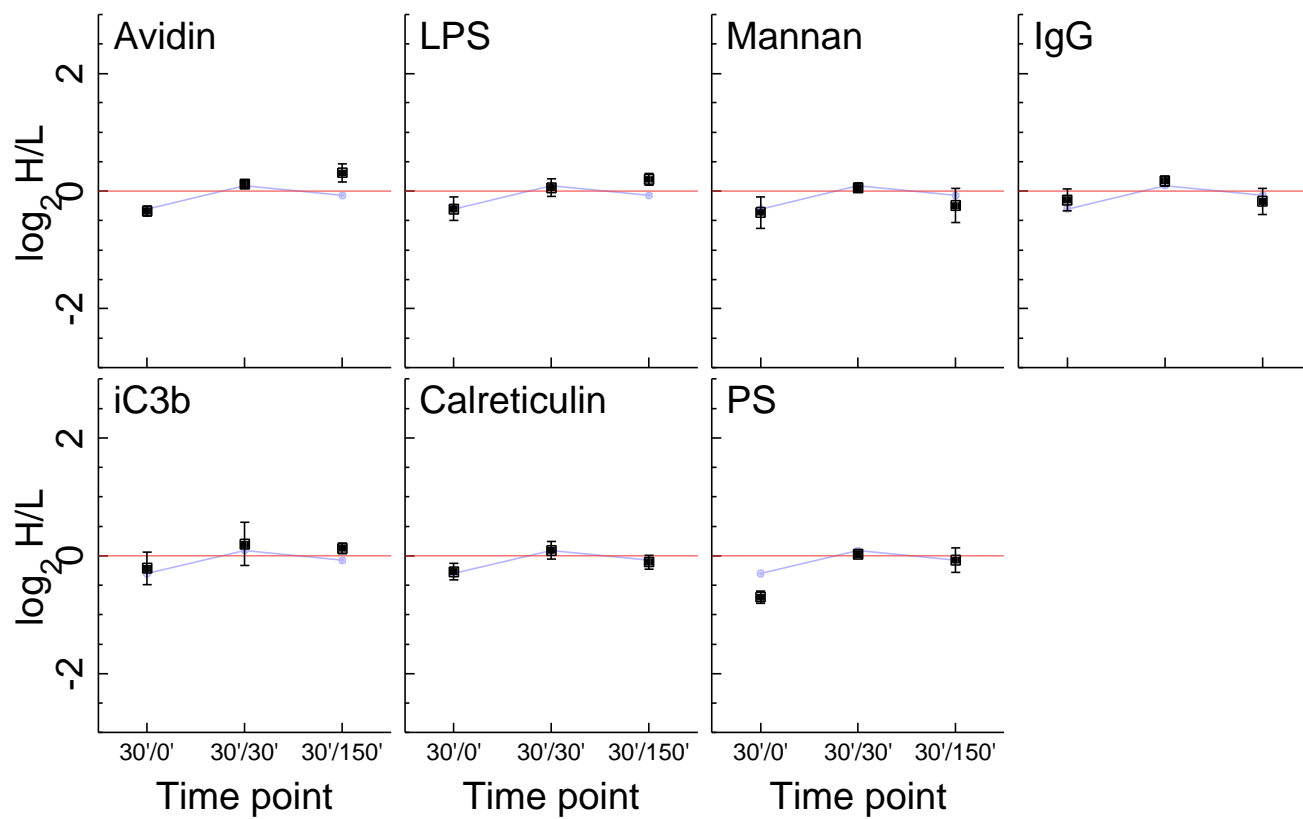 Avidin LPS Mannan IgG
2
0
-2
log2 H/L
iC3b Calreticulin PS
2
0
-2
log2 H/L
30'/0' 30'/30' 30'/150' 30'/0' 30'/30' 30'/150' 30'/0' 30'/30' 30'/150'
Time point Time point Time point